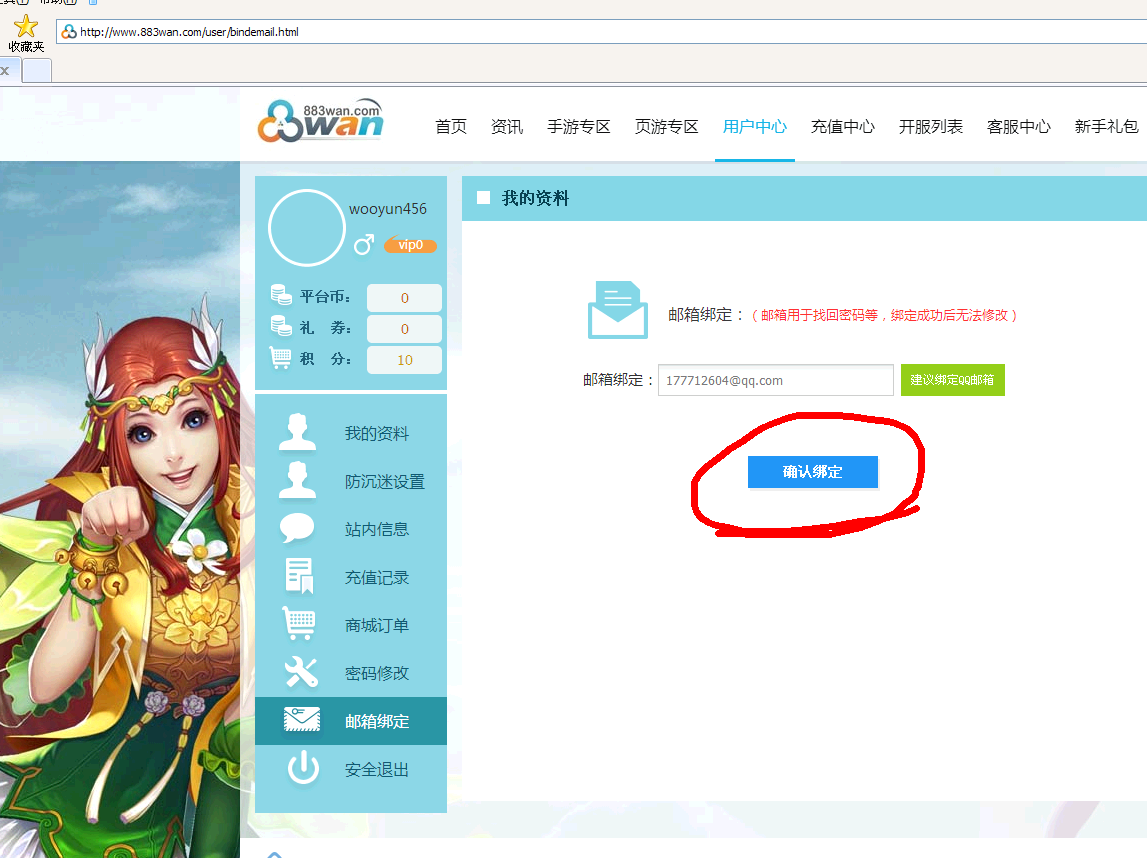 收藏夹
http://www.883wan.com/user/bindemail.html
x
883wan.com
wan
首页 资讯 手游专区 页游专区 用户中心 充值中心 开服列表 客服中心 新手礼包
wooyun456
vip0
平台币： 0
礼 券： 0
积 分： 10
我的资料
防沉迷设置
站内信息
充值记录
商城订单
密码修改
邮箱绑定
安全退出
我的资料
邮箱绑定：（邮箱用于找回密码等，绑定成功后无法修改）
邮箱绑定： 177712604@qq.com 建议绑定QQ邮箱
确认绑定